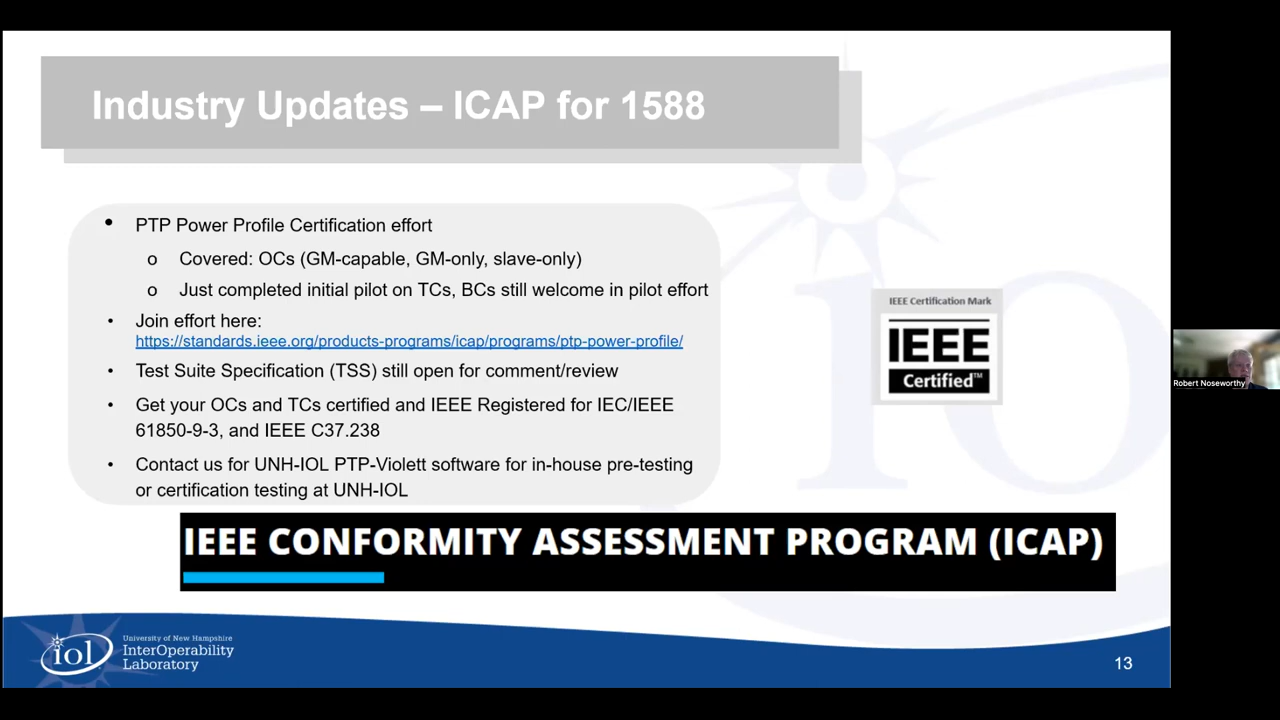 Industry Updates – ICAP for 1588
• PTP Power Profile Certification effort
o Covered: OCs (GM-capable, GM-only, slave-only)
o Just completed initial pilot on TCs, BCs still welcome in pilot effort
• Join effort here:
https://standards.ieee.org/products-programs/icap/programs/ptp-power-profile/
• Test Suite Specification (TSS) still open for comment/review
• Get your OCs and TCs certified and IEEE Registered for IEC/IEEE
61850-9-3, and IEEE C37.238
• Contact us for UNH-IOL PTP-Violett software for in-house pre-testing
or certification testing at UNH-IOL
IEEE Certification Mark
IEEE
Certified™
Robert Noseworthy
IEEE CONFORMITY ASSESSMENT PROGRAM (ICAP)
iol
University of New Hampshire
InterOperability
Laboratory
13